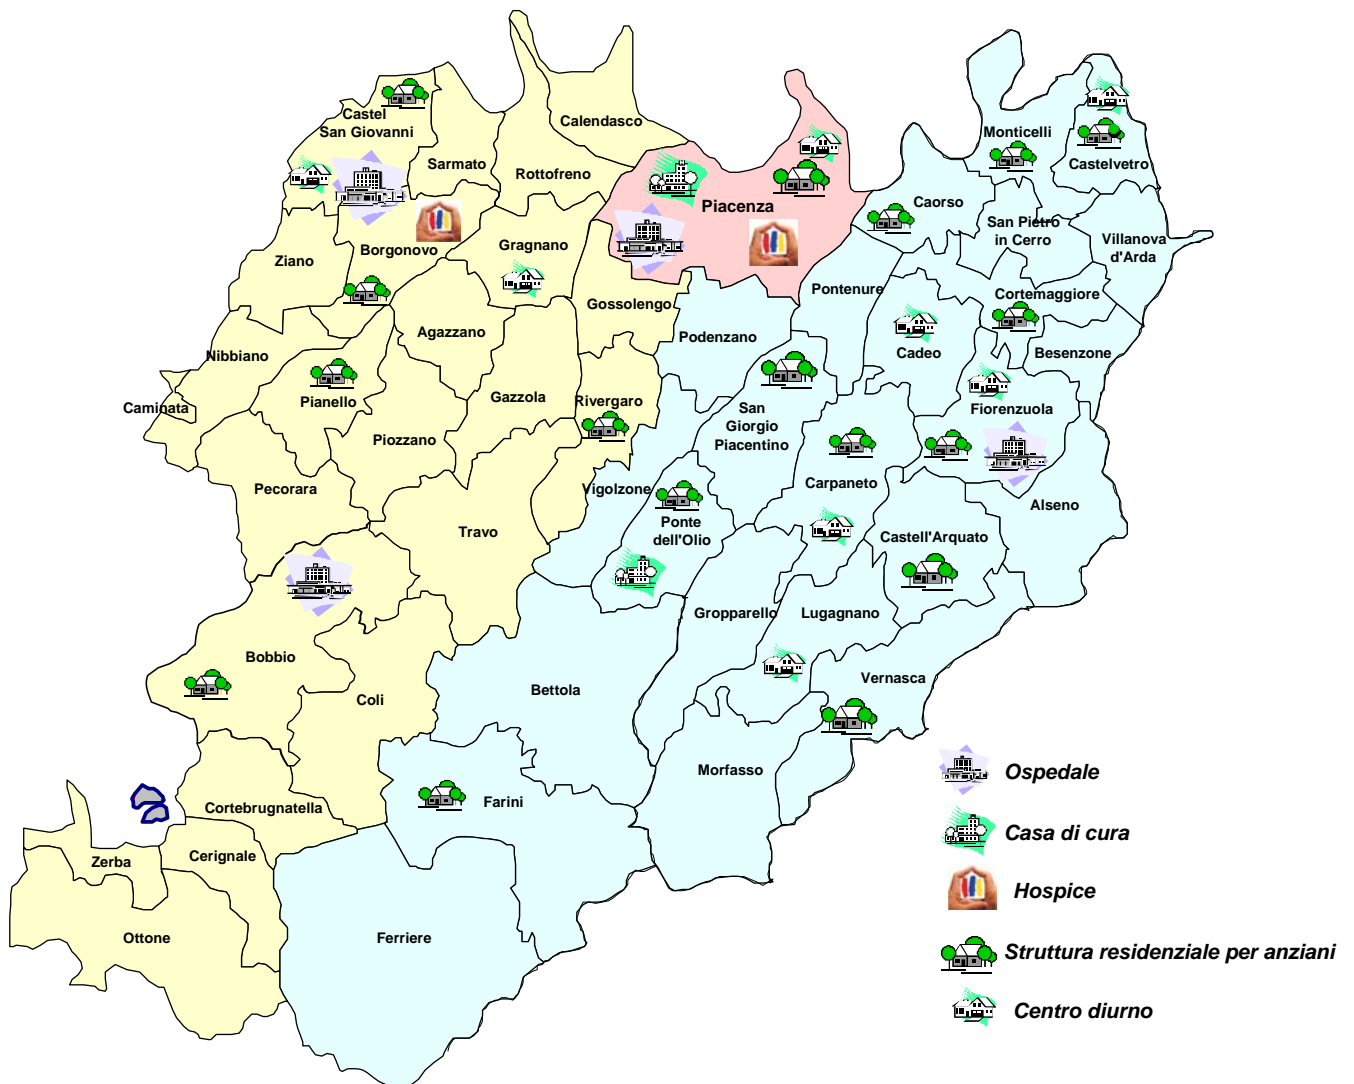 Castel
San Giovanni
Sarmato
Calendasco
Rottofreno
Piacenza
Monticelli
Castelvetro
Caorso
San Pietro
in Cerro
Villanova
d'Arda
Ziano
Borgonovo
Gragnano
Gossolengo
Pontenure
Cortemaggiore
Agazzano
Podenzano
Cadeo
Besenzone
Nibbiano
Caminata
Pianello
Gazzola
Rivergaro
San
Giorgio
Piacentino
Fiorenzuola
Piozzano
Pecorara
Vigolzone
Carpaneto
Alseno
Travo
Ponte
dell'Olio
Castell'Arquato
Gropparello
Lugagnano
Bobbio
Coli
Bettola
Vernasca
Morfasso
Cortebrugnatella
Farini
Zerba
Cerignale
Ottone
Ferriere
Ospedale
Casa di cura
Hospice
Struttura residenziale per anziani
Centro diurno